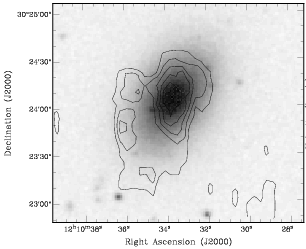 30°25'00"
24'30"
24'00"
23'30"
23'00"
Declination (J2000)
12ʰ10ᵐ38ˢ 36ˢ 34ˢ 32ˢ 30ˢ 28ˢ
Right Ascension (J2000)